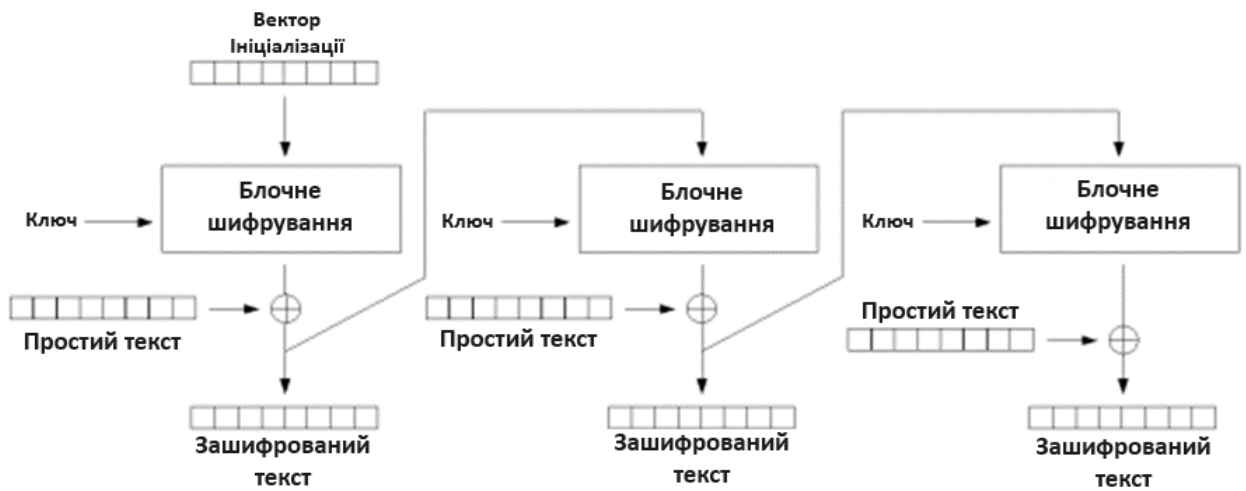 Вектор
Ініціалізації
Блочне
шифрування
Ключ
Простий текст
Зашифрований
текст
Блочне
шифрування
Ключ
Простий текст
Зашифрований
текст
Блочне
шифрування
Ключ
Простий текст
Зашифрований
текст